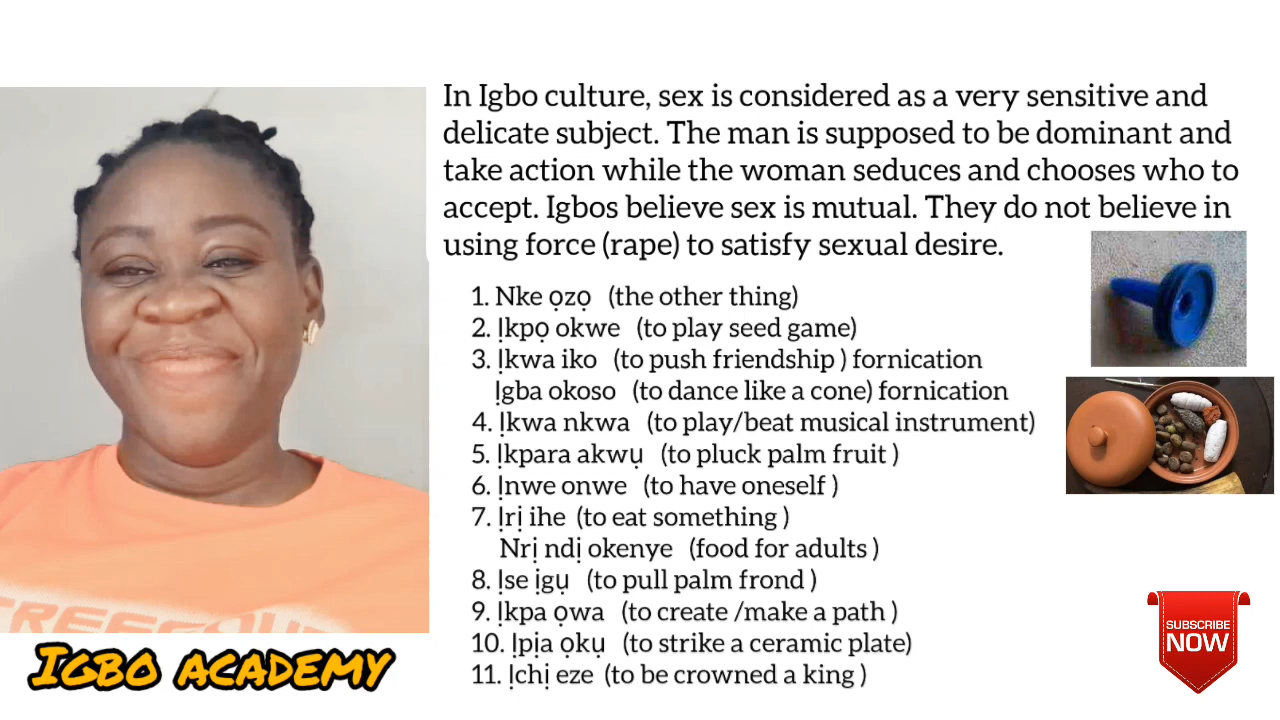 In Igbo culture, sex is considered as a very sensitive and
delicate subject. The man is supposed to be dominant and
take action while the woman seduces and chooses who to
accept. Igbos believe sex is mutual. They do not believe in
using force (rape) to satisfy sexual desire.
1. Nke ọzọ (the other thing)
2. Ịkpọ okwe (to play seed game)
3. Ịkwa iko (to push friendship ) fornication
Ịgba okoso (to dance like a cone) fornication
4. Ịkwa nkwa (to play/beat musical instrument)
5. Ịkpara akwụ (to pluck palm fruit )
6. Ịnwe onwe (to have oneself )
7. Ịrị ihe (to eat something )
Nrị ndị okenye (food for adults )
8. Ịse ịgụ (to pull palm frond )
9. Ịkpa ọwa (to create /make a path )
10. Ịpịa ọkụ (to strike a ceramic plate)
11. Ịchị eze (to be crowned a king )
IGBO ACADEMY
SUBSCRIBE
NOW